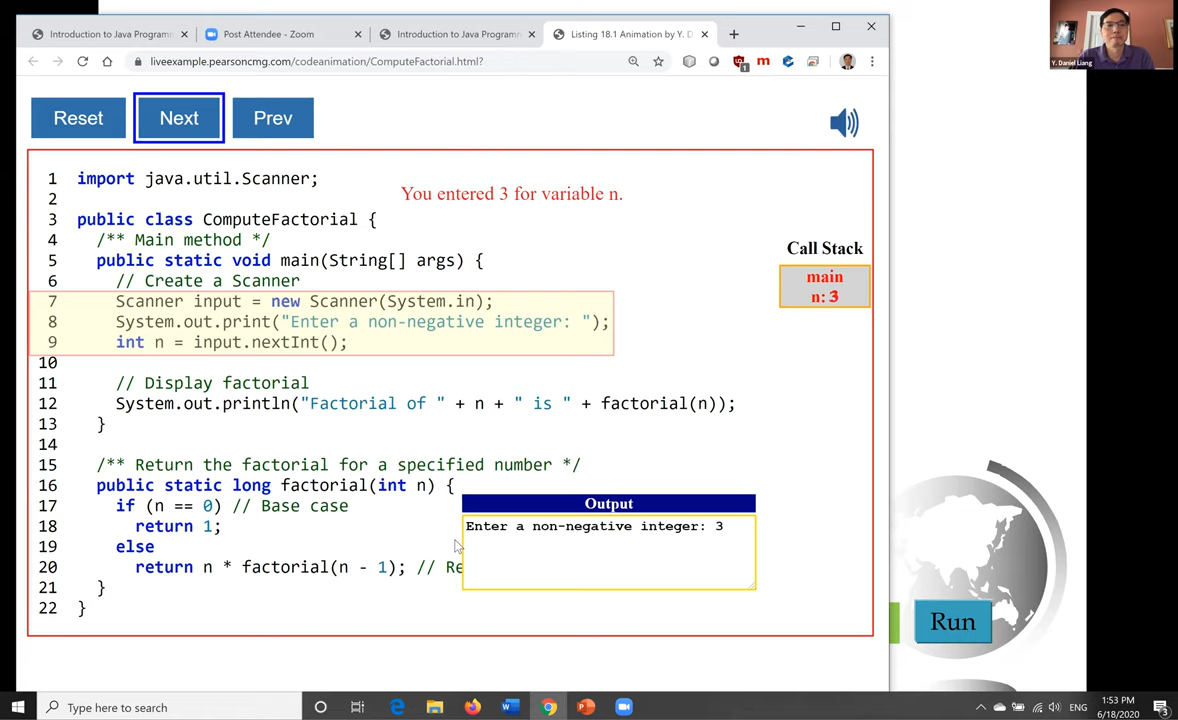 Introduction to Java Programm
Post Attendee - Zoom
Introduction to Java Programm
Listing 18.1 Animation by Y. D
liveexample.pearsoncmg.com/codeanimation/ComputeFactorial.html?
Y. Daniel Liang
Reset
Next
Prev
1 import java.util.Scanner;
You entered 3 for variable n.
2
3 public class ComputeFactorial {
4 /** Main method */
5 public static void main(String[] args) {
6 // Create a Scanner
7 Scanner input = new Scanner(System.in);
8 System.out.print("Enter a non-negative integer: ");
9 int n = input.nextInt();
10
11 // Display factorial
12 System.out.println("Factorial of " + n + " is " + factorial(n));
13 }
14
15 /** Return the factorial for a specified number */
16 public static long factorial(int n) {
17 if (n == 0) // Base case
18 return 1;
19 else
20 return n * factorial(n - 1); // Re
21 }
22 }
Call Stack
main
n: 3
Output
Enter a non-negative integer: 3
Run
Type here to search
ENG
1:53 PM
6/18/2020
3